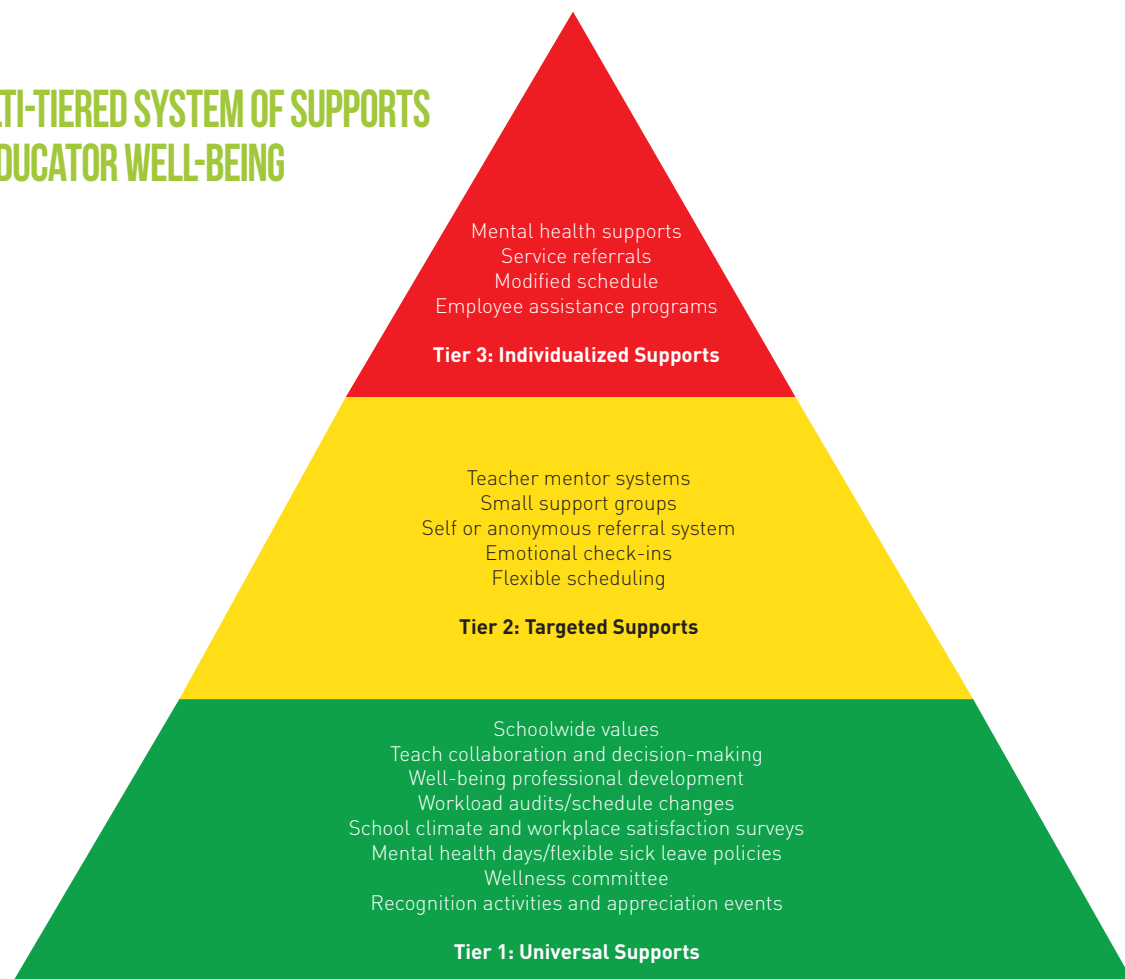 LTI-TIERED SYSTEM OF SUPPORTS
DUCATOR WELL-BEING
Mental health supports
Service referrals
Modified schedule
Employee assistance programs
Tier 3: Individualized Supports
Teacher mentor systems
Small support groups
Self or anonymous referral system
Emotional check-ins
Flexible scheduling
Tier 2: Targeted Supports
Schoolwide values
Teach collaboration and decision-making
Well-being professional development
Workload audits/schedule changes
School climate and workplace satisfaction surveys
Mental health days/flexible sick leave policies
Wellness committee
Recognition activities and appreciation events
Tier 1: Universal Supports